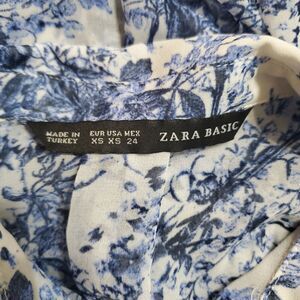 MADE IN
TURKEY
EUR USA MEX
XS XS 24
ZARA BASIC